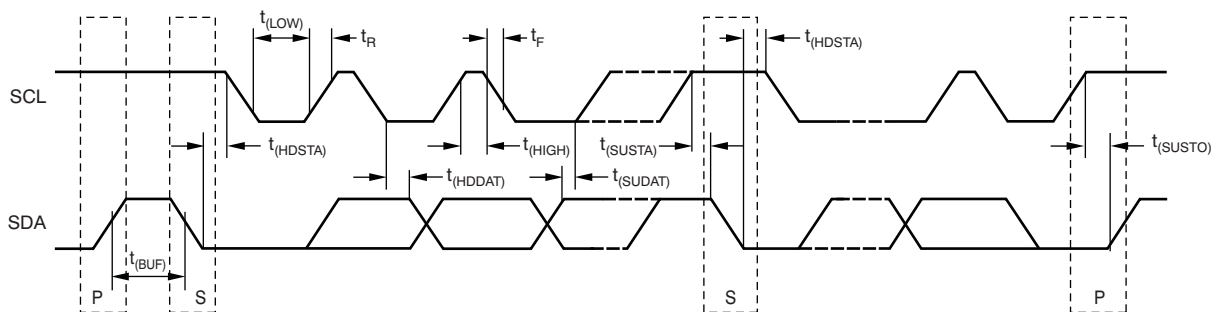 t(LOW)
tR
tF
t(HDSTA)
SCL
t(HDSTA)
t(HIGH)
t(SUSTA)
t(SUSTO)
t(HDDAT)
t(SUDAT)
SDA
t(BUF)
P
S
S
P